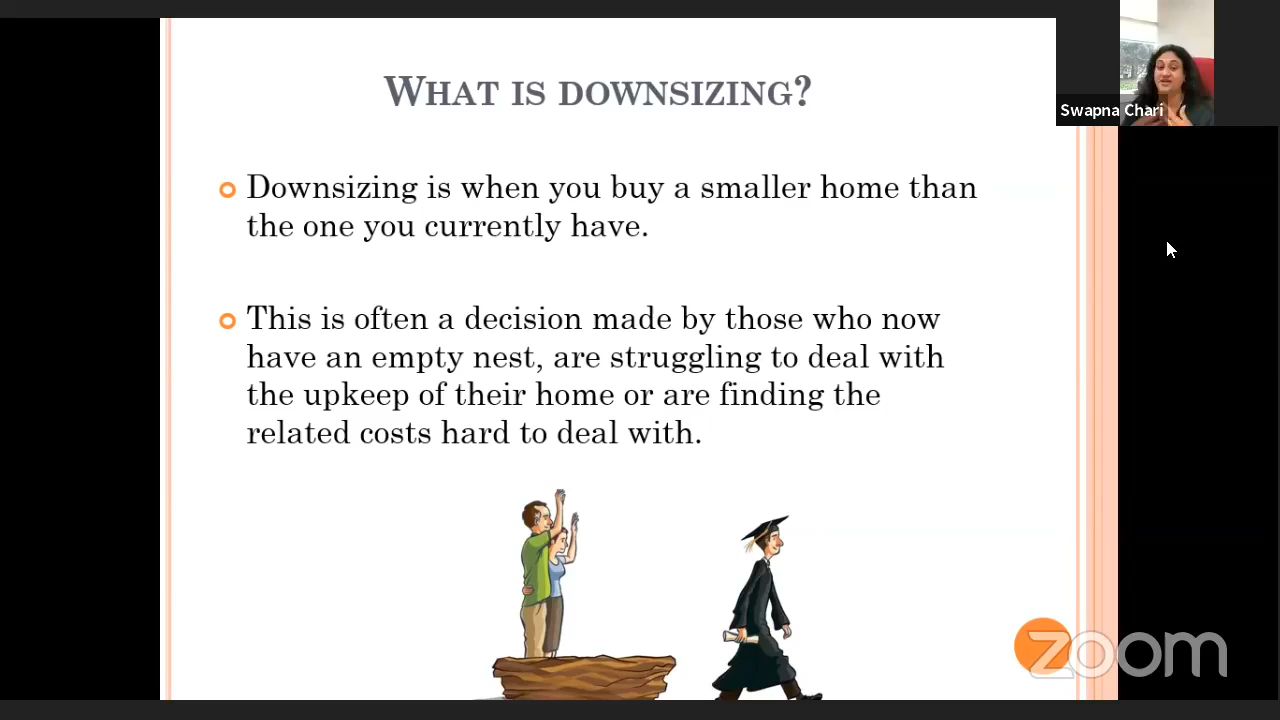 WHAT IS DOWNSIZING?
Swapna Chari
Downsizing is when you buy a smaller home than
the one you currently have.
This is often a decision made by those who now
have an empty nest, are struggling to deal with
the upkeep of their home or are finding the
related costs hard to deal with.
zoom